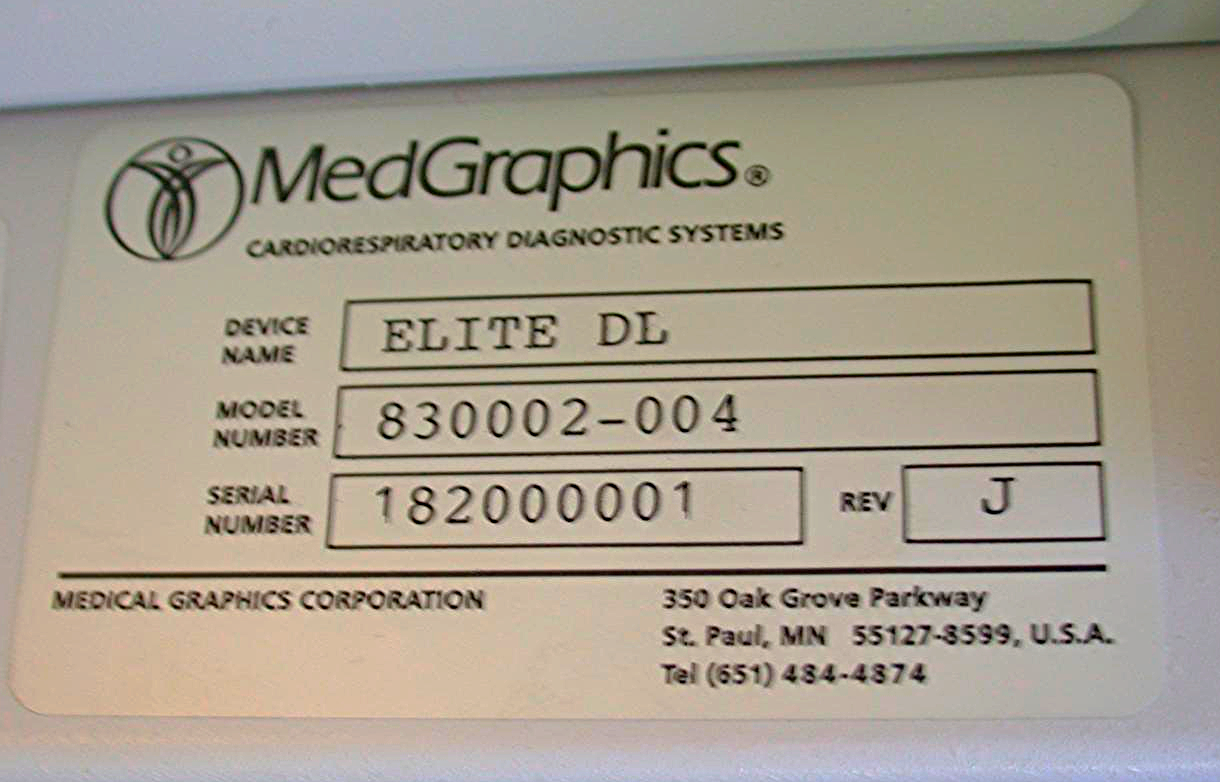 MedGraphics®
CARDIORESPIRATORY DIAGNOSTIC SYSTEMS
DEVICE NAME ELITE DL
MODEL NUMBER 830002-004
SERIAL NUMBER 182000001 REV J
MEDICAL GRAPHICS CORPORATION
350 Oak Grove Parkway
St. Paul, MN 55127-8599, U.S.A.
Tel (651) 484-4874